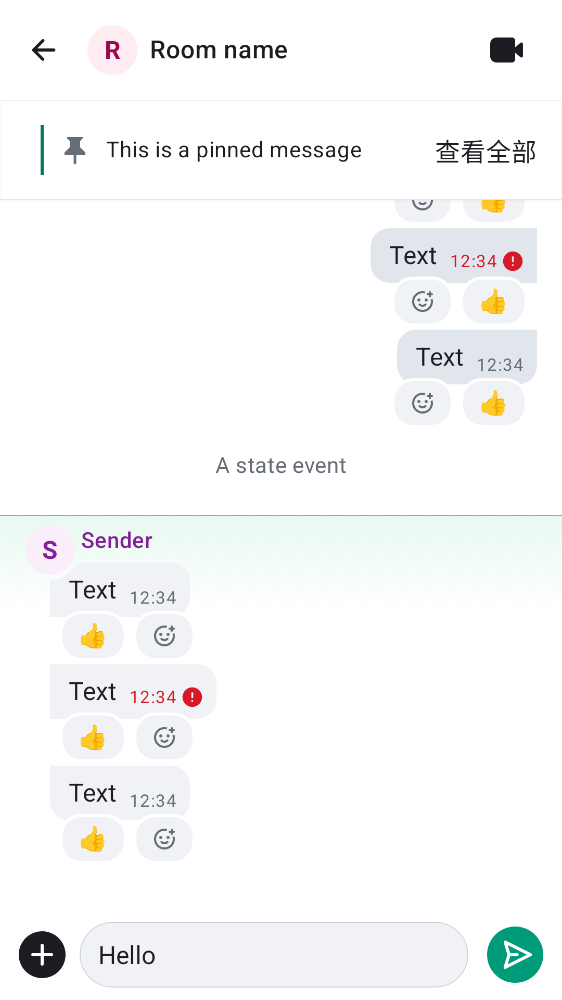 R Room name
This is a pinned message 查看全部
Text 12:34
Text 12:34
A state event
S Sender
Text 12:34
Text 12:34
Text 12:34
Hello